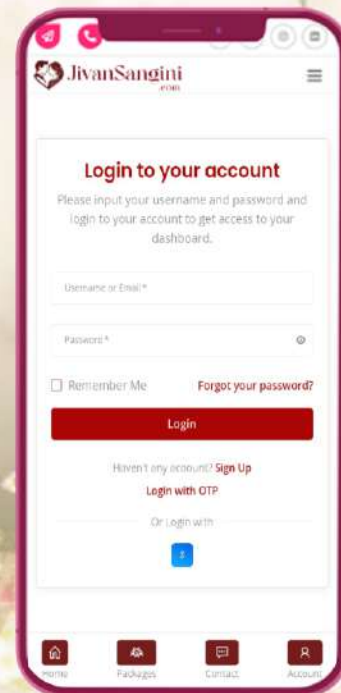 JivanSangini
.com
Login to your account
Please input your username and password and
login to your account to get access to your
dashboard.
Username or Email *
Password *
Remember Me Forgot your password?
Login
Haven't any account? Sign Up
Login with OTP
Or Login with
Home Packages Contact Account